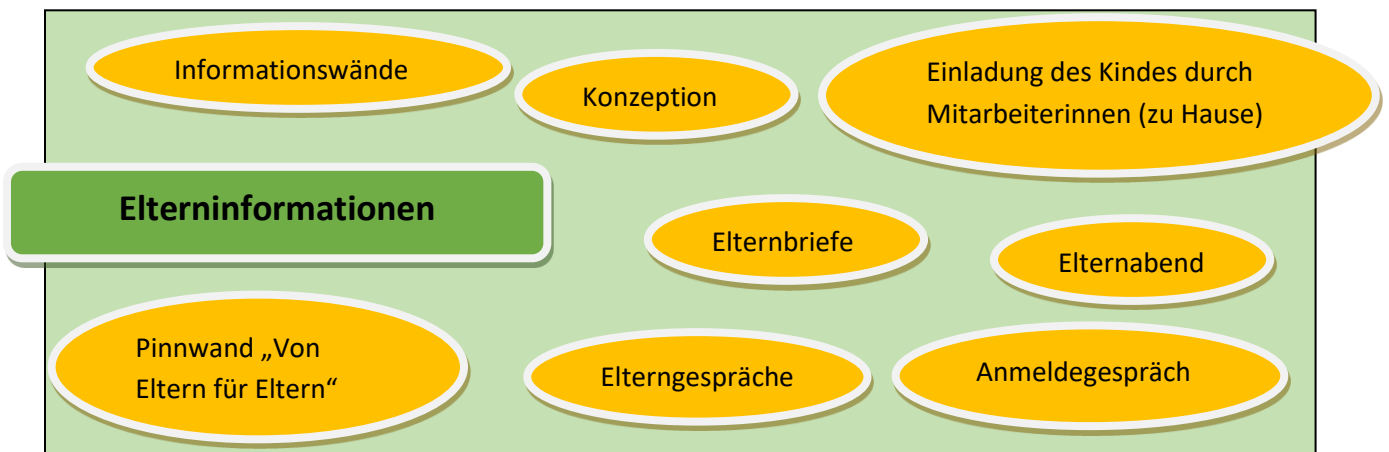 Informationswände
Konzeption
Einladung des Kindes durch
Mitarbeiterinnen (zu Hause)
Elterninformationen
Elternbriefe
Elternabend
Pinnwand „Von
Eltern für Eltern“
Elterngespräche
Anmeldegespräch